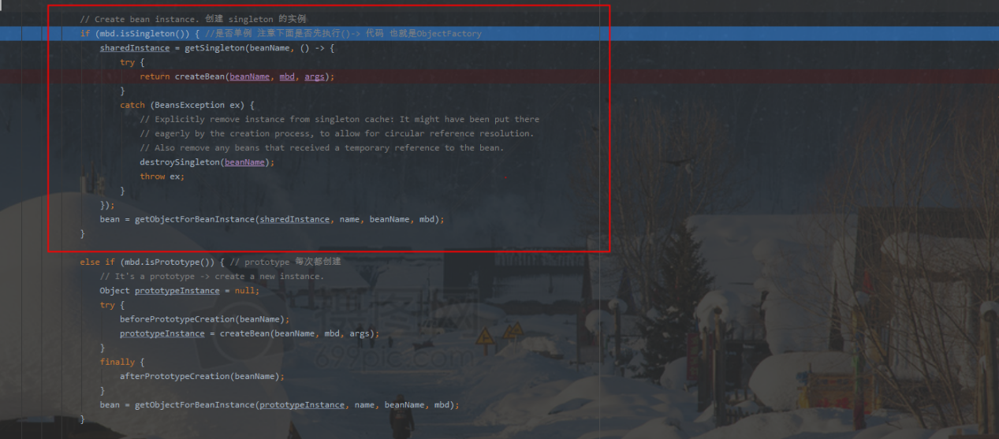 // Create bean instance. 创建 singleton 的实例
if (mbd.isSingleton()) { //是否单例 注意下面是否先执行()-> 代码 也就是ObjectFactory
sharedInstance = getSingleton(beanName, () -> {
try {
return createBean(beanName, mbd, args);
}
catch (BeansException ex) {
// Explicitly remove instance from singleton cache: It might have been put there
// eagerly by the creation process, to allow for circular reference resolution.
// Also remove any beans that received a temporary reference to the bean.
destroySingleton(beanName);
throw ex;
}
});
bean = getObjectForBeanInstance(sharedInstance, name, beanName, mbd);
}
else if (mbd.isPrototype()) { // prototype 每次都创建
// It's a prototype -> create a new instance.
Object prototypeInstance = null;
try {
beforePrototypeCreation(beanName);
prototypeInstance = createBean(beanName, mbd, args);
}
finally {
afterPrototypeCreation(beanName);
}
bean = getObjectForBeanInstance(prototypeInstance, name, beanName, mbd);
}